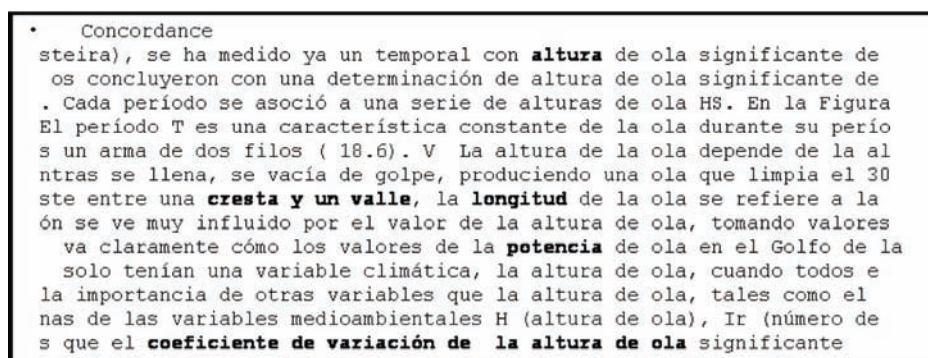 • Concordance
steira), se ha medido ya un temporal con altura de ola significante de
os concluyeron con una determinación de altura de ola significante de
. Cada período se asoció a una serie de alturas de ola HS. En la Figura
El período T es una característica constante de la ola durante su perío
s un arma de dos filos ( 18.6). V La altura de la ola depende de la al
ntras se llena, se vacía de golpe, produciendo una ola que limpia el 30
ste entre una cresta y un valle, la longitud de la ola se refiere a la
ón se ve muy influido por el valor de la altura de ola, tomando valores
va claramente cómo los valores de la potencia de ola en el Golfo de la
solo tenían una variable climática, la altura de ola, cuando todos e
la importancia de otras variables que la altura de ola, tales como el
nas de las variables medioambientales H (altura de ola), Ir (número de
s que el coeficiente de variación de la altura de ola significante